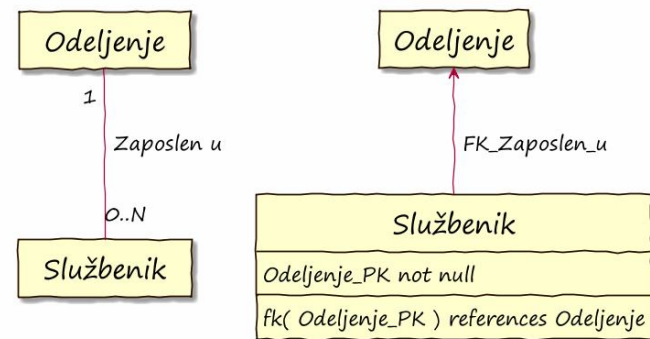 Odeljenje
1
Zaposlen u
0..N
Službenik
Odeljenje
FK_Zaposlen_u
Službenik
Odeljenje_PK not null
fk( Odeljenje_PK ) references Odeljenje